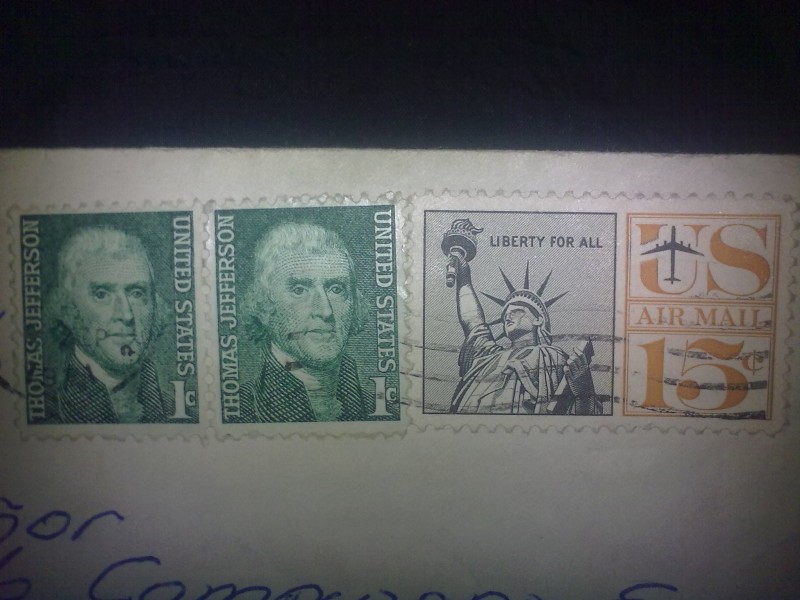 THOMAS JEFFERSON
UNITED STATES
1c
THOMAS JEFFERSON
UNITED STATES
1c
LIBERTY FOR ALL
US
AIR MAIL
15c